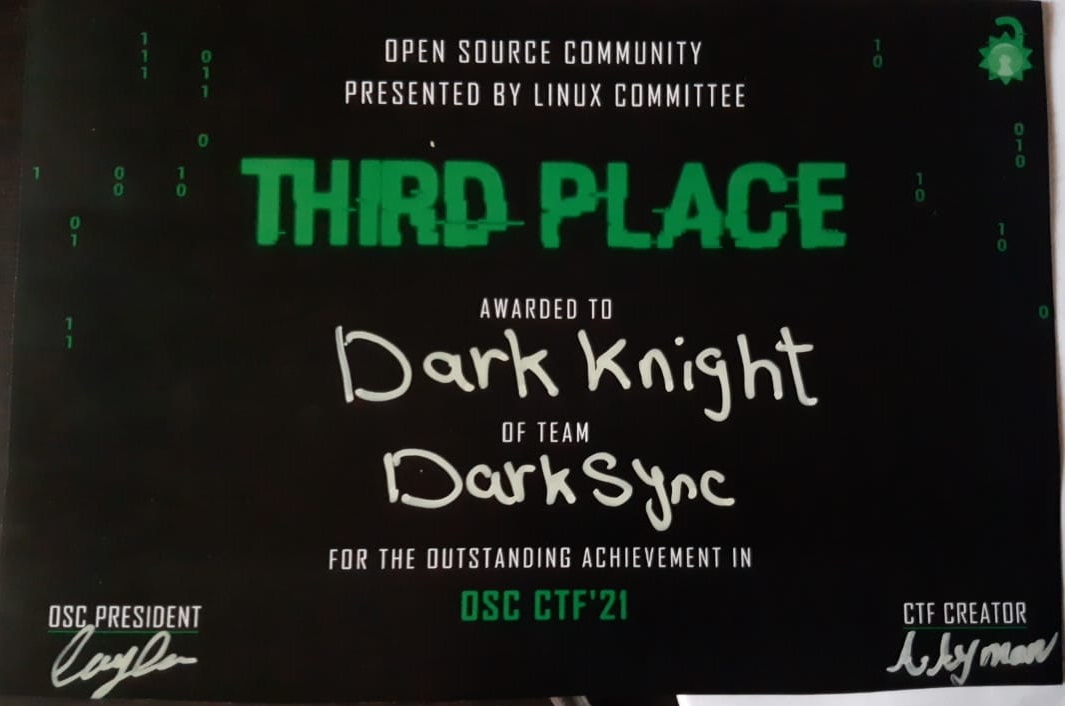 OPEN SOURCE COMMUNITY
PRESENTED BY LINUX COMMITTEE
THIRD PLACE
AWARDED TO
Dark Knight
OF TEAM
DarkSync
FOR THE OUTSTANDING ACHIEVEMENT IN
OSC CTF'21
OSC PRESIDENT
CTF CREATOR